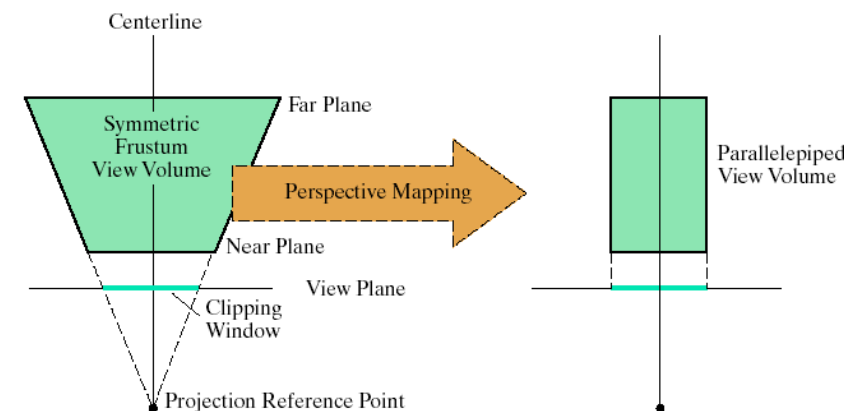 Centerline
Far Plane
Symmetric
Frustum
View Volume
Perspective Mapping
Parallelepiped
View Volume
Near Plane
View Plane
Clipping
Window
Projection Reference Point